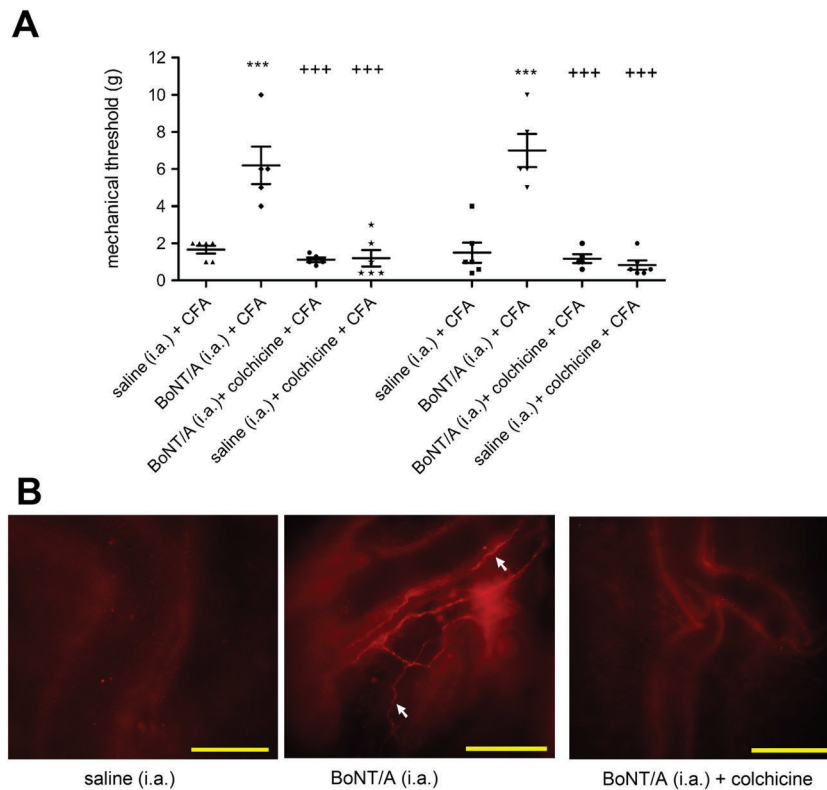 A
*** +++ +++ *** +++ +++
12
10
8
6
4
2
0
mechanical threshold (g)
saline (i.a.) + CFA
BoNT/A (i.a.) + CFA
BoNT/A (i.a.)+ colchicine + CFA
saline (i.a.) + colchicine + CFA
saline (i.a.) + CFA
BoNT/A (i.a.) + CFA
BoNT/A (i.a.)+ colchicine + CFA
saline (i.a.) + colchicine + CFA
B
saline (i.a.)
BoNT/A (i.a.)
BoNT/A (i.a.) + colchicine